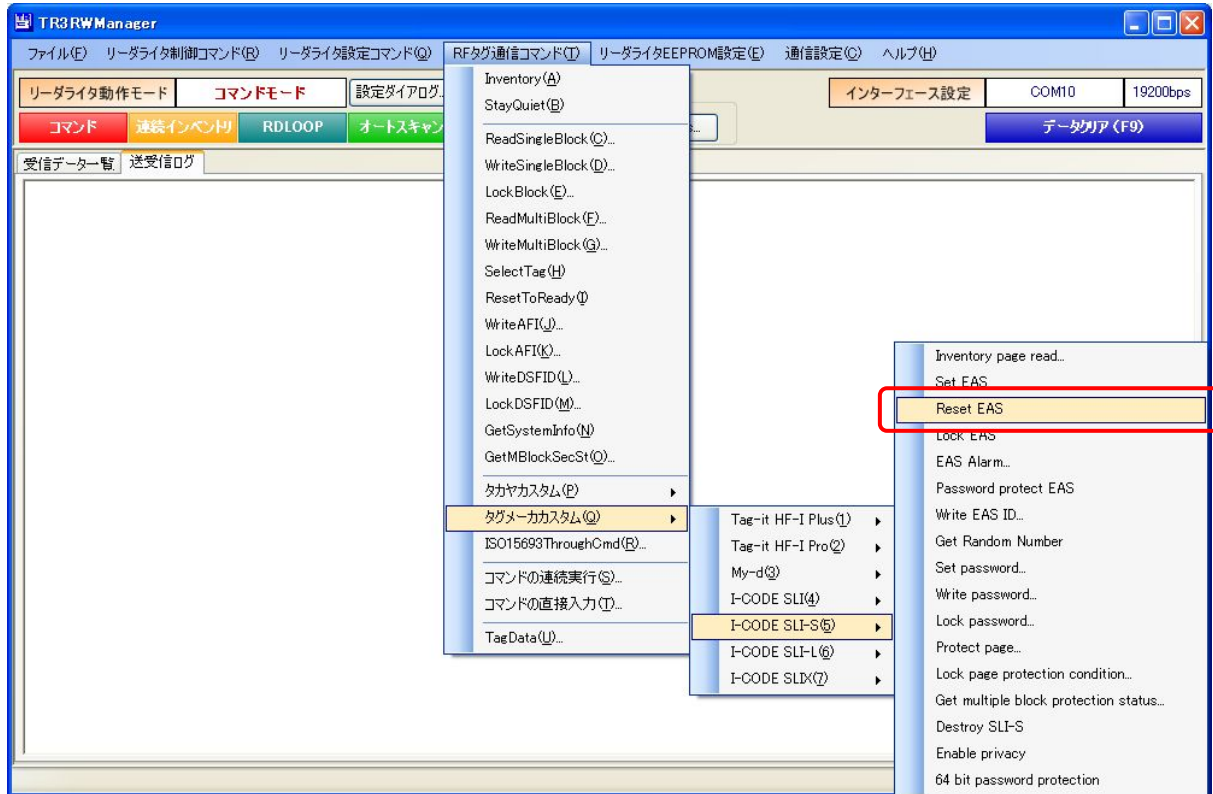 TR3RWManager
ファイル(F) リーダライタ制御コマンド(R) リーダライタ設定コマンド(Q) RFタグ通信コマンド(T) リーダライタEEPROM設定(E) 通信設定(C) ヘルプ(H)
リーダライタ動作モード コマンドモード 設定ダイアログ... インターフェース設定 COM10 19200bps
コマンド 連続インベントリ RDLOOP オートスキャン データクリア(F9)
受信データ一覧 送受信ログ
Inventory(A)
StayQuiet(B)
ReadSingleBlock(C)...
WriteSingleBlock(D)...
LockBlock(E)...
ReadMultiBlock(F)...
WriteMultiBlock(G)...
SelectTag(H)
ResetToReady(I)
WriteAFI(J)...
LockAFI(K)...
WriteDSFID(L)...
LockDSFID(M)...
GetSystemInfo(N)
GetMBlockSecSt(O)...
タカヤカスタム(P)
タグメーカカスタム(Q)
ISO15693ThroughCmd(R)...
コマンドの連続実行(S)...
コマンドの直接入力(T)...
TagData(U)...
Tag-it HF-I Plus(1)
Tag-it HF-I Pro(2)
My-d(3)
I-CODE SLI(4)
I-CODE SLI-S(5)
I-CODE SLI-L(6)
I-CODE SLIX(7)
Inventory page read...
Set EAS
Reset EAS
Lock EAS
EAS Alarm...
Password protect EAS
Write EAS ID...
Get Random Number
Set password...
Write password...
Lock password...
Protect page...
Lock page protection condition...
Get multiple block protection status...
Destroy SLI-S
Enable privacy
64 bit password protection